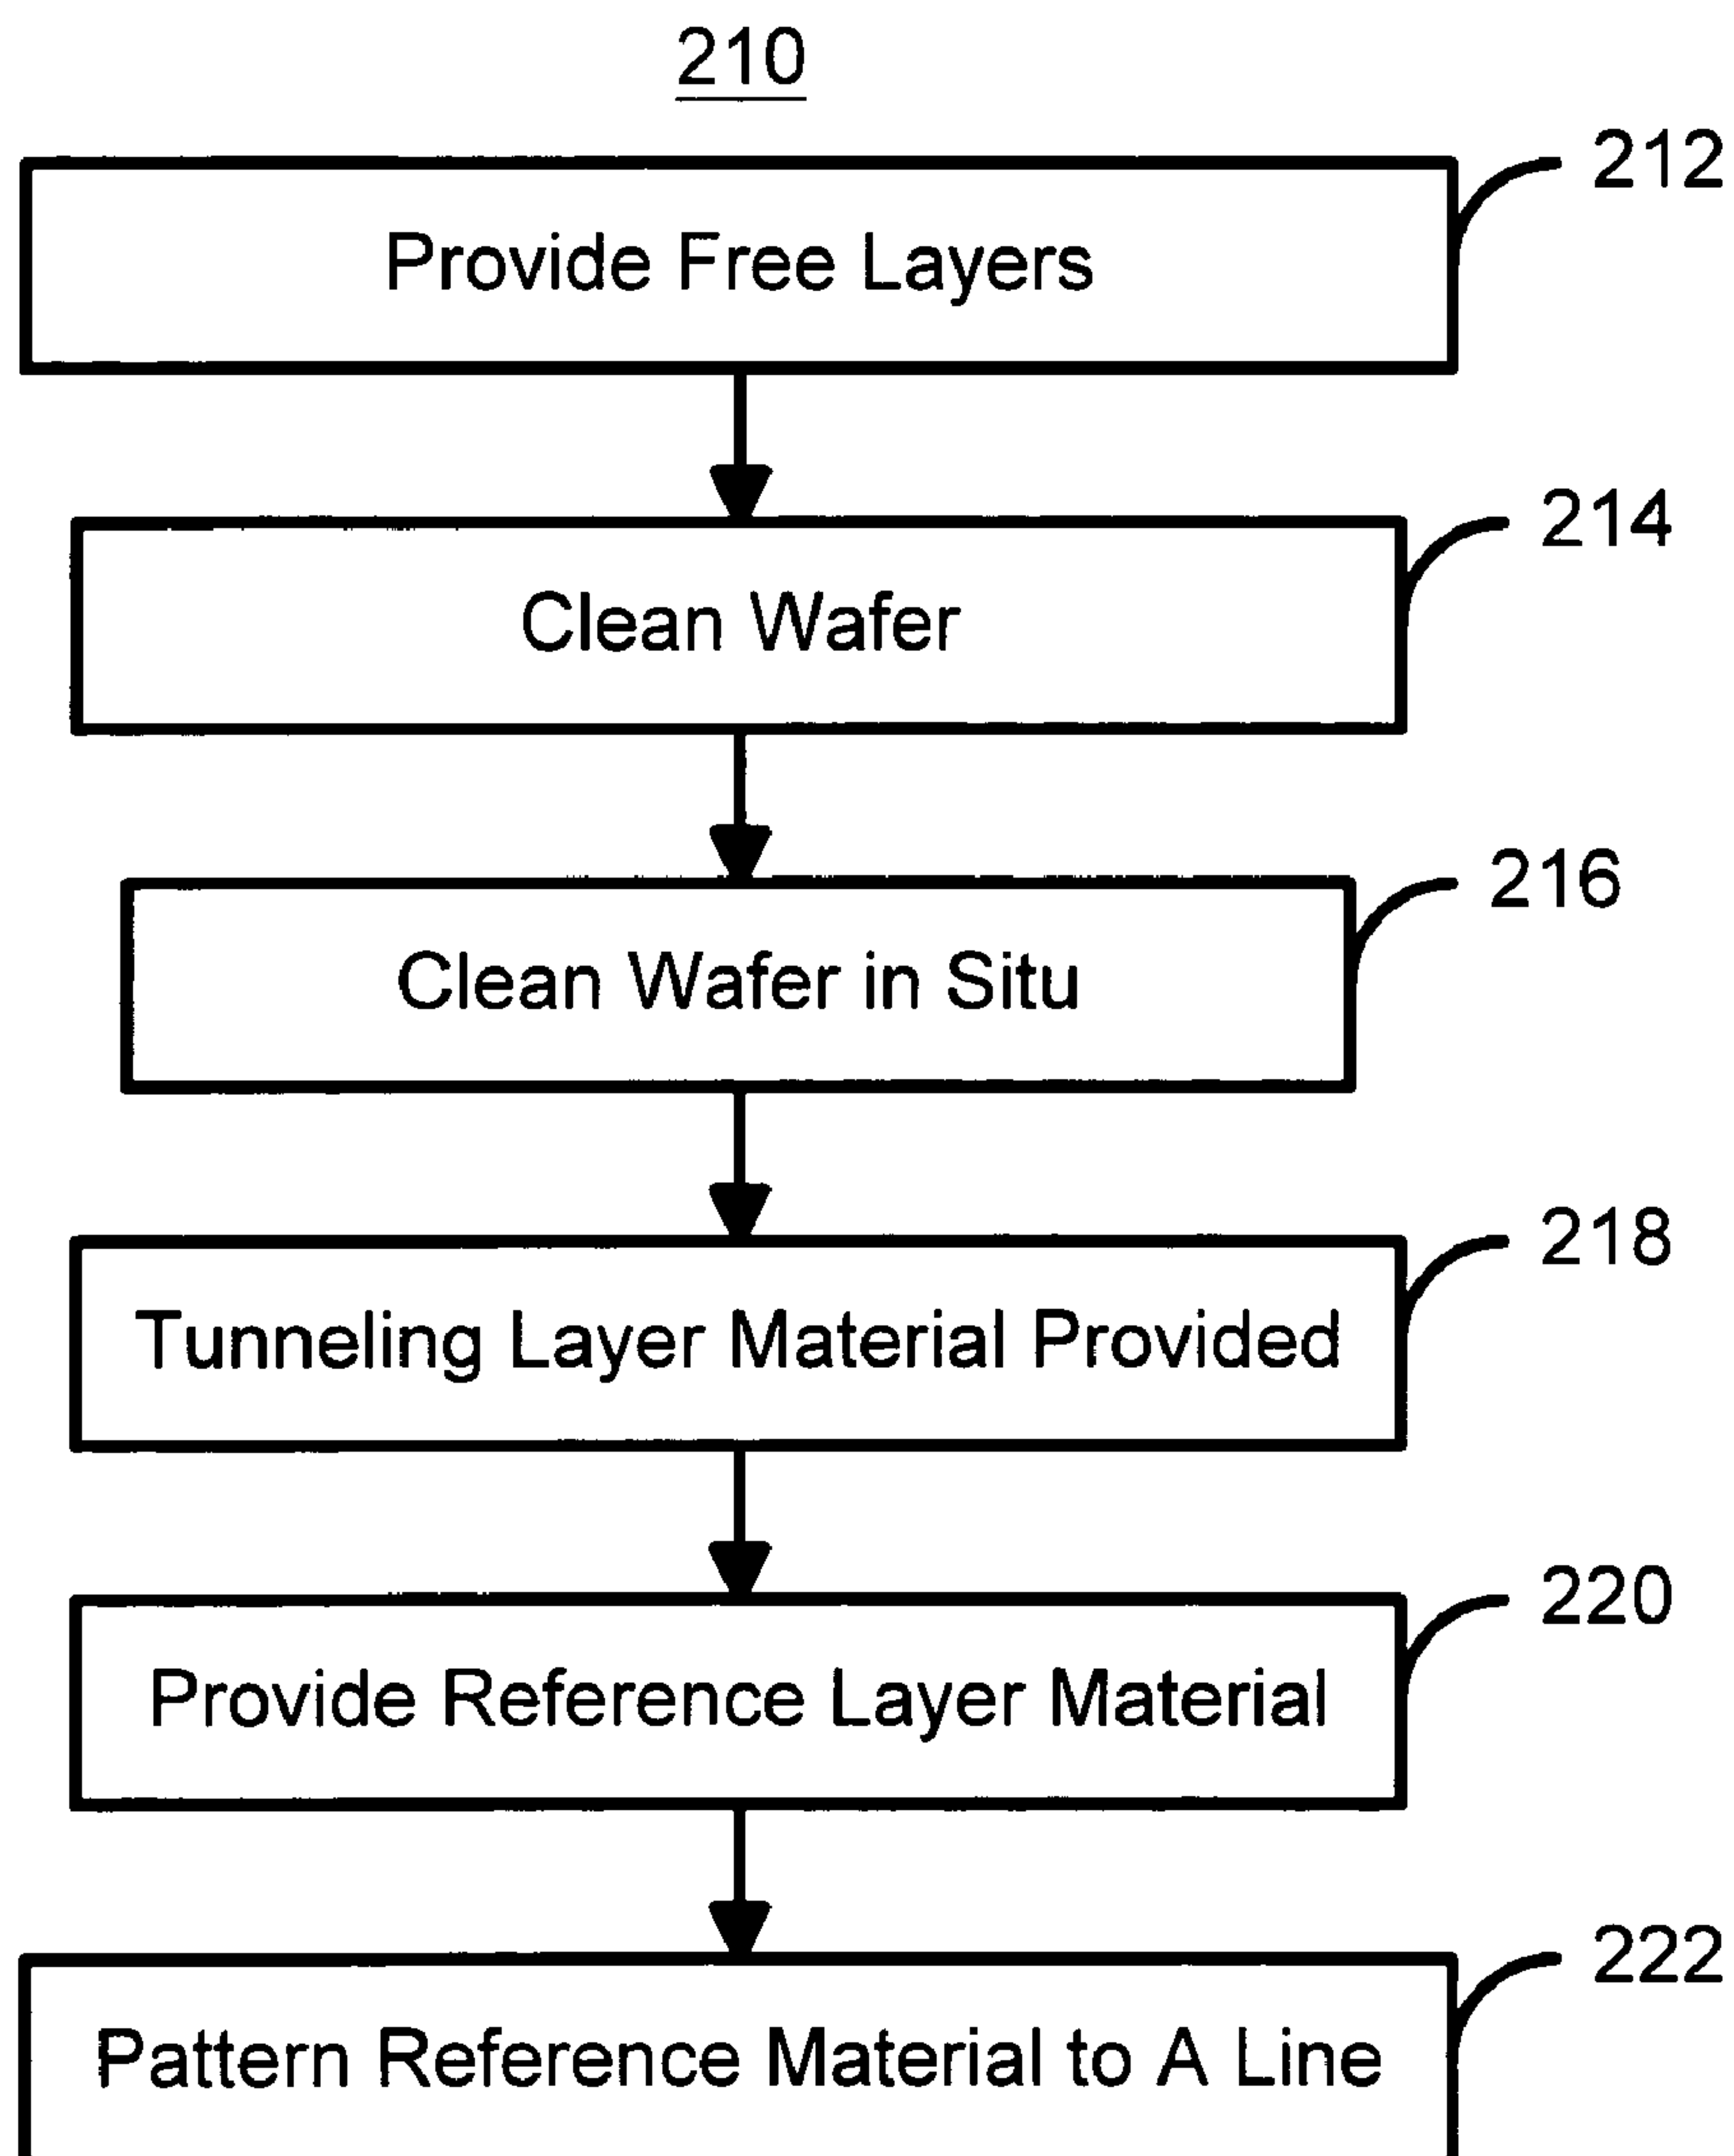 210
212
Provide Free Layers
214
Clean Wafer
216
Clean Wafer in Situ
218
Tunneling Layer Material Provided
220
Provide Reference Layer Material
222
Pattern Reference Material to A Line